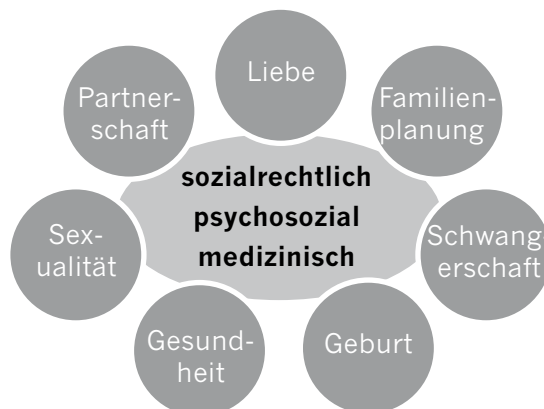 Liebe
Partner-
schaft
Familien-
planung
sozialrechtlich
psychosozial
medizinisch
Sex-
ualität
Schwang
erschaft
Gesund-
heit
Geburt